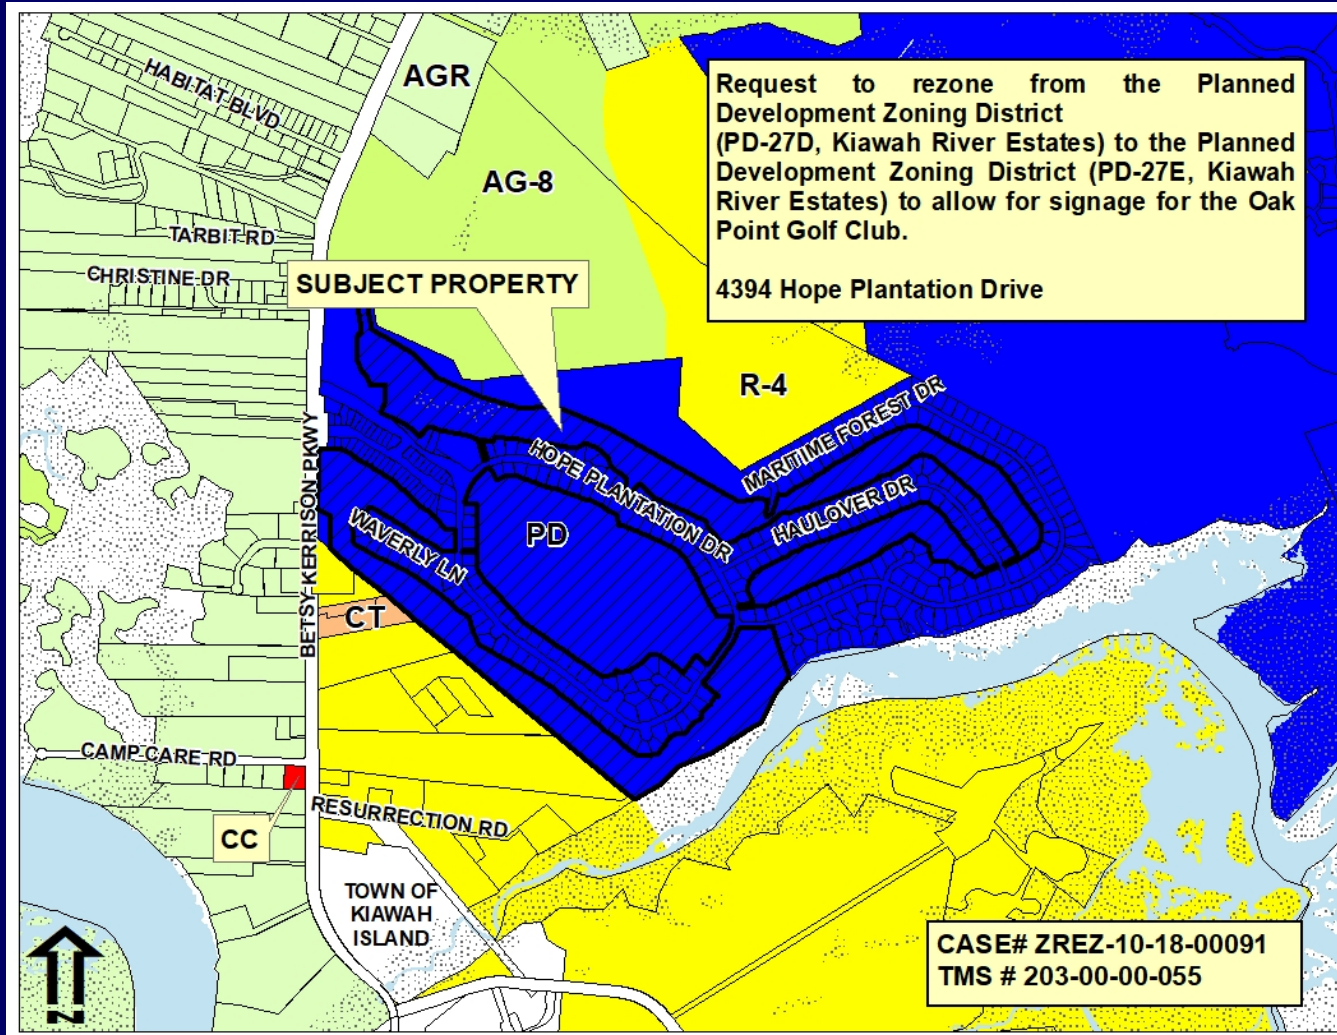 HABITAT BLVD
AGR
Request to rezone from the Planned
Development Zoning District
(PD-27D, Kiawah River Estates) to the Planned
Development Zoning District (PD-27E, Kiawah
River Estates) to allow for signage for the Oak
Point Golf Club.
4394 Hope Plantation Drive
AG-8
TARBIT RD
CHRISTINE DR
SUBJECT PROPERTY
R-4
MARITIME FOREST DR
HOPE PLANTATION DR
HAULOVER DR
BETSY KERRISON PKWY
WAVERLY LN
PD
CT
CAMP CARE RD
RESURRECTION RD
CC
TOWN OF
KIAWAH
ISLAND
CASE# ZREZ-10-18-00091
TMS # 203-00-00-055
N